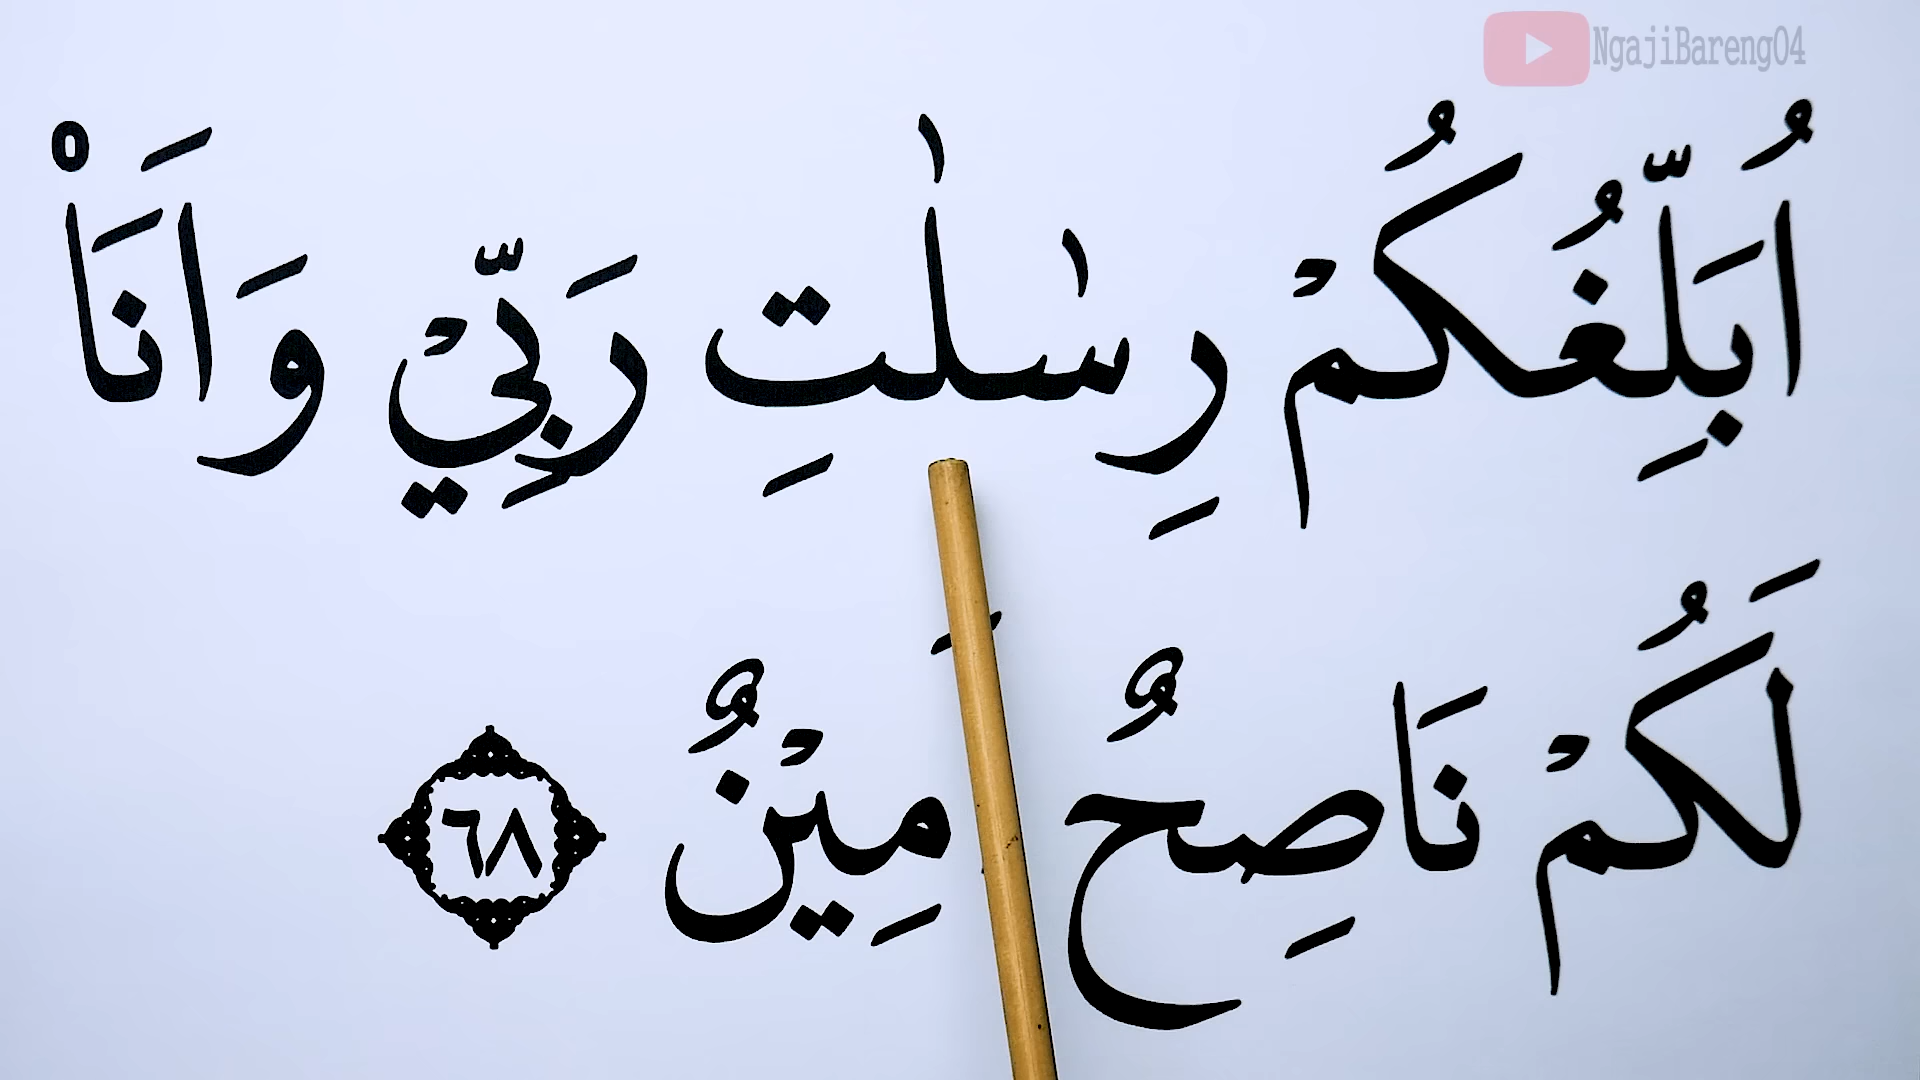 NgajiBareng04
اُبَلِّغُكُمْ رِسٰلٰتِ رَبِّيْ وَاَنَا۠
لَكُمْ نَاصِحٌ مِيْنٌ ٦٨